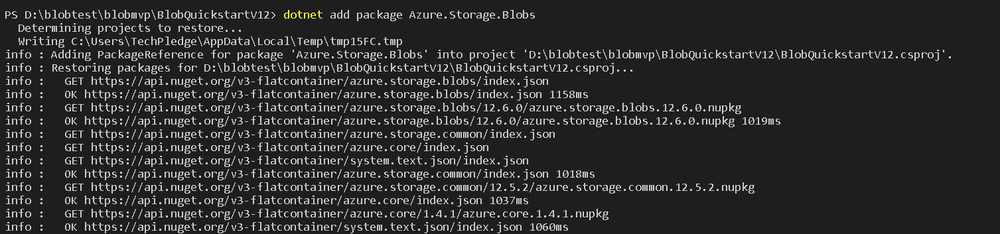 PS D:\blobtest\blobmvp\BlobQuickstartV12> dotnet add package Azure.Storage.Blobs
  Determining projects to restore...
  Writing C:\Users\TechPledge\AppData\Local\Temp\tmp15FC.tmp
info : Adding PackageReference for package 'Azure.Storage.Blobs' into project 'D:\blobtest\blobmvp\BlobQuickstartV12\BlobQuickstartV12.csproj'.
info : Restoring packages for D:\blobtest\blobmvp\BlobQuickstartV12\BlobQuickstartV12.csproj...
info :   GET https://api.nuget.org/v3-flatcontainer/azure.storage.blobs/index.json
info :   OK https://api.nuget.org/v3-flatcontainer/azure.storage.blobs/index.json 1158ms
info :   GET https://api.nuget.org/v3-flatcontainer/azure.storage.blobs/12.6.0/azure.storage.blobs.12.6.0.nupkg
info :   OK https://api.nuget.org/v3-flatcontainer/azure.storage.blobs/12.6.0/azure.storage.blobs.12.6.0.nupkg 1019ms
info :   GET https://api.nuget.org/v3-flatcontainer/azure.storage.common/index.json
info :   GET https://api.nuget.org/v3-flatcontainer/azure.core/index.json
info :   GET https://api.nuget.org/v3-flatcontainer/system.text.json/index.json
info :   OK https://api.nuget.org/v3-flatcontainer/azure.storage.common/index.json 1018ms
info :   GET https://api.nuget.org/v3-flatcontainer/azure.storage.common/12.5.2/azure.storage.common.12.5.2.nupkg
info :   OK https://api.nuget.org/v3-flatcontainer/azure.core/index.json 1037ms
info :   GET https://api.nuget.org/v3-flatcontainer/azure.core/1.4.1/azure.core.1.4.1.nupkg
info :   OK https://api.nuget.org/v3-flatcontainer/system.text.json/index.json 1060ms